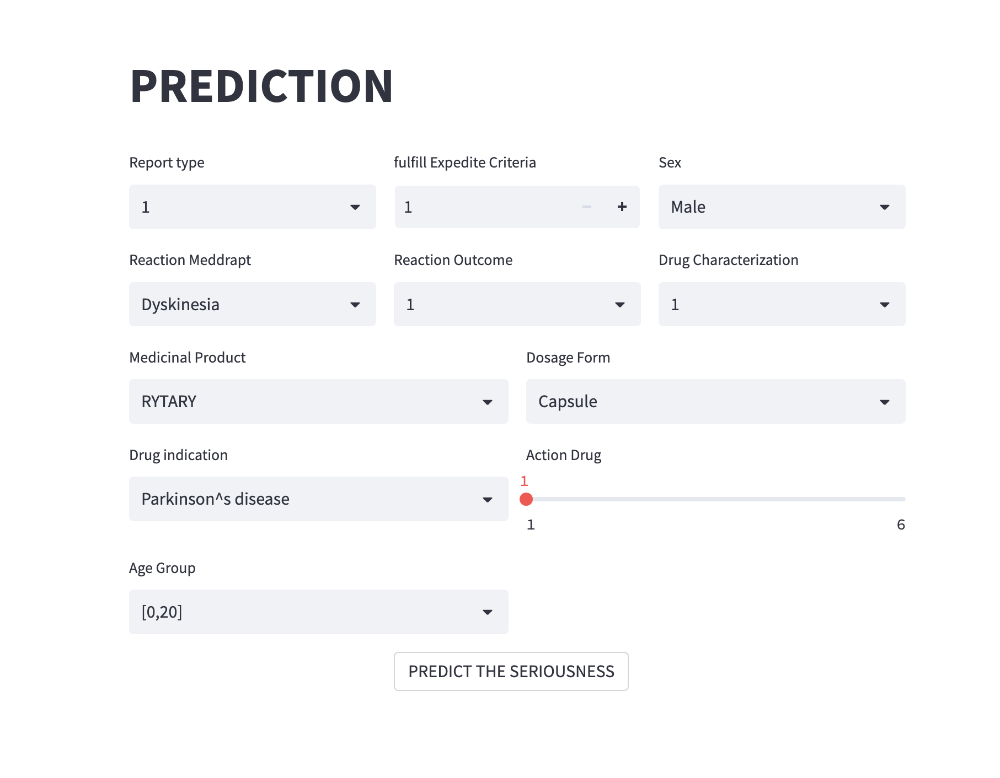 PREDICTION
Report type
fulfill Expedite Criteria
Sex
1
1
Male
Reaction Meddrapt
Reaction Outcome
Drug Characterization
Dyskinesia
1
1
Medicinal Product
Dosage Form
RYTARY
Capsule
Drug indication
Action Drug
Parkinson^s disease
1
1
6
Age Group
[0,20]
PREDICT THE SERIOUSNESS